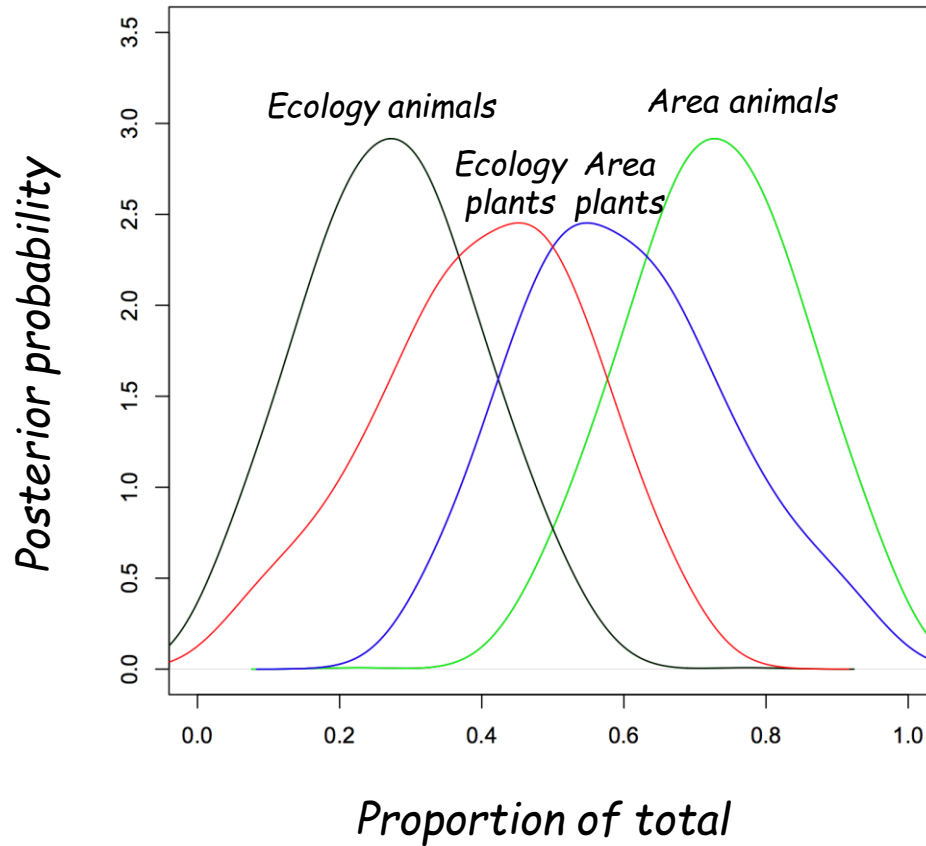 3.5
3.0
2.5
2.0
1.5
1.0
0.5
0.0
Posterior probability
Ecology animals
Area animals
Ecology
plants
Area
plants
0.0 0.2 0.4 0.6 0.8 1.0
Proportion of total